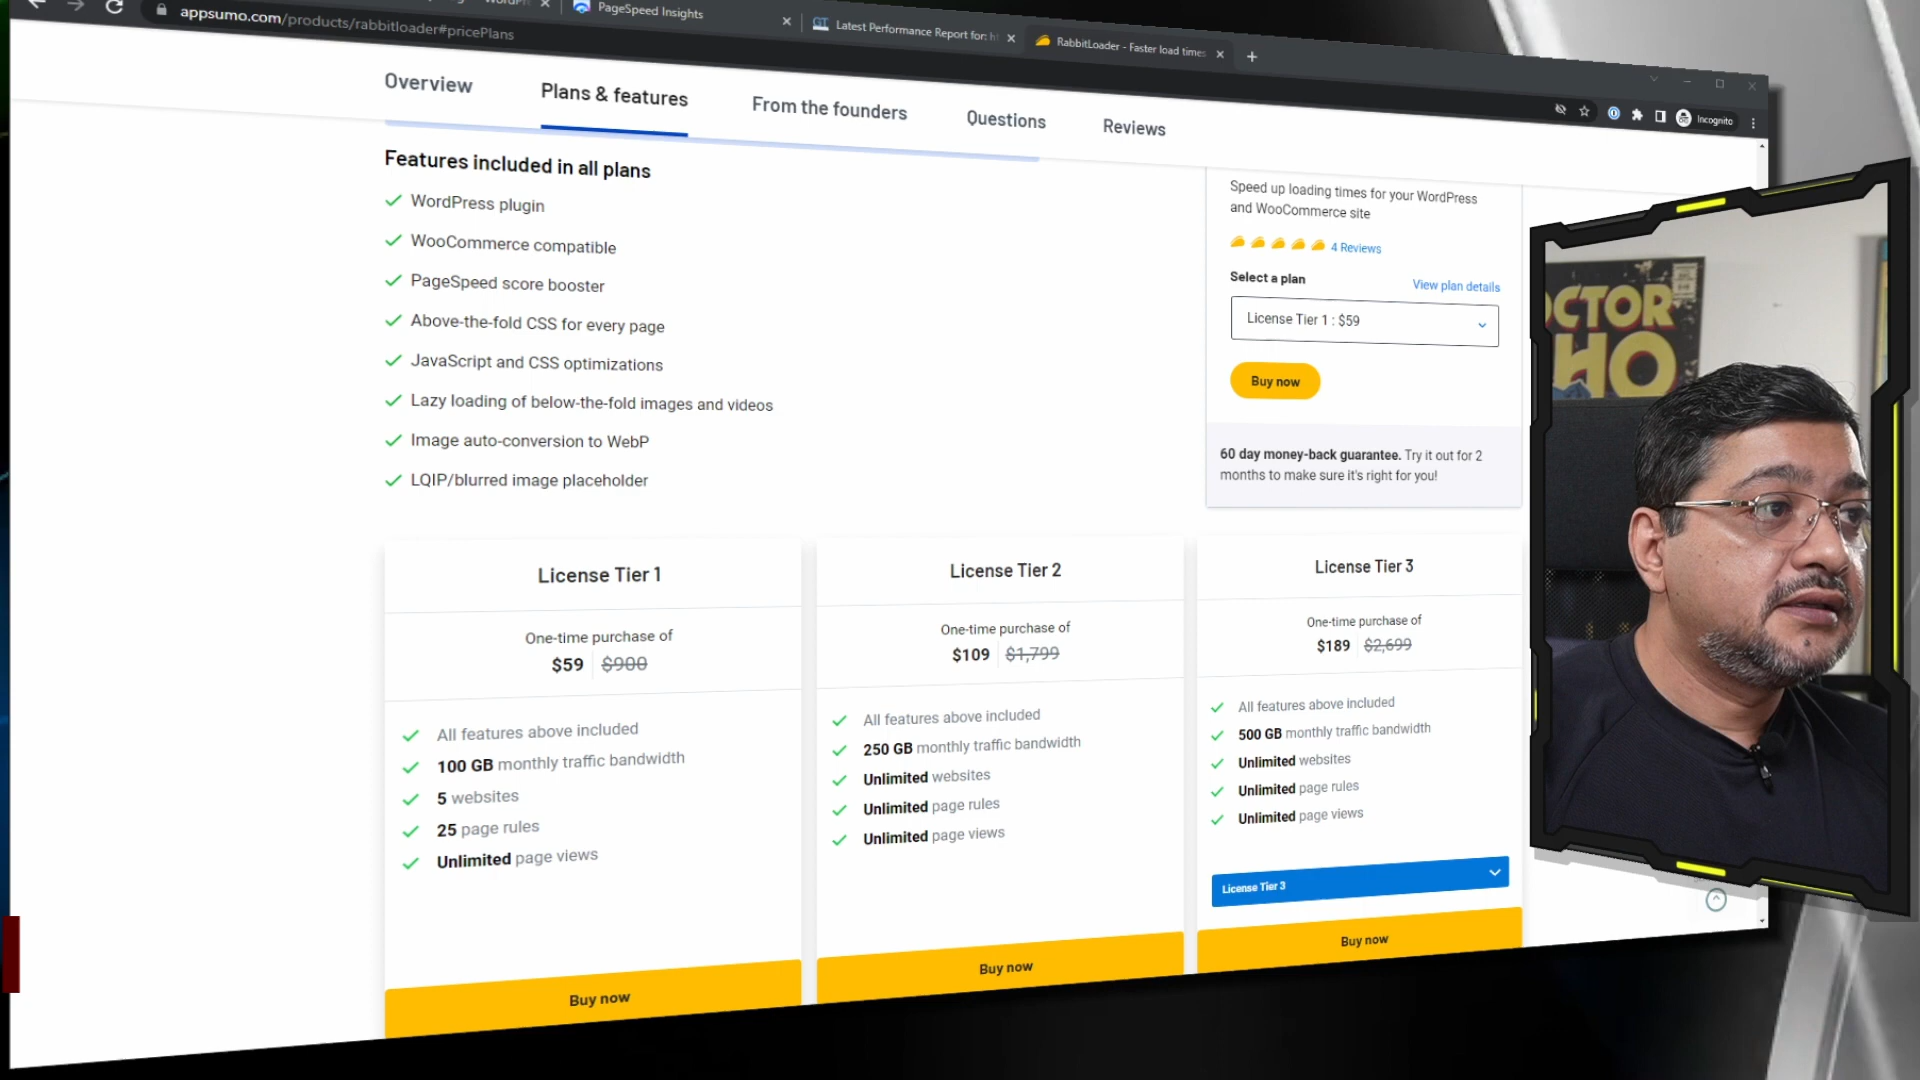 PageSpeed Insights
Latest Performance Report for:
RabbitLoader - Faster load times
appsumo.com/products/rabbitloader#pricePlans
Incognito
Overview
Plans & features
From the founders
Questions
Reviews
Features included in all plans
WordPress plugin
WooCommerce compatible
PageSpeed score booster
Above-the-fold CSS for every page
JavaScript and CSS optimizations
Lazy loading of below-the-fold images and videos
Image auto-conversion to WebP
LQIP/blurred image placeholder
Speed up loading times for your WordPress
and WooCommerce site
4 Reviews
Select a plan
View plan details
License Tier 1 : $59
Buy now
60 day money-back guarantee. Try it out for 2
months to make sure it's right for you!
License Tier 1
One-time purchase of
$59 $900
All features above included
100 GB monthly traffic bandwidth
5 websites
25 page rules
Unlimited page views
Buy now
License Tier 2
One-time purchase of
$109 $1,799
All features above included
250 GB monthly traffic bandwidth
Unlimited websites
Unlimited page rules
Unlimited page views
Buy now
License Tier 3
One-time purchase of
$189 $2,699
All features above included
500 GB monthly traffic bandwidth
Unlimited websites
Unlimited page rules
Unlimited page views
License Tier 3
Buy now
OCTOR
HO